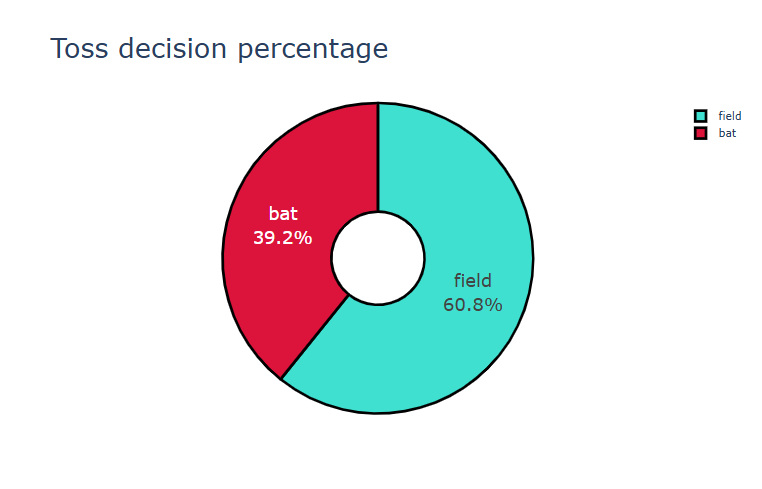 Toss decision percentage
field
bat
bat
39.2%
field
60.8%